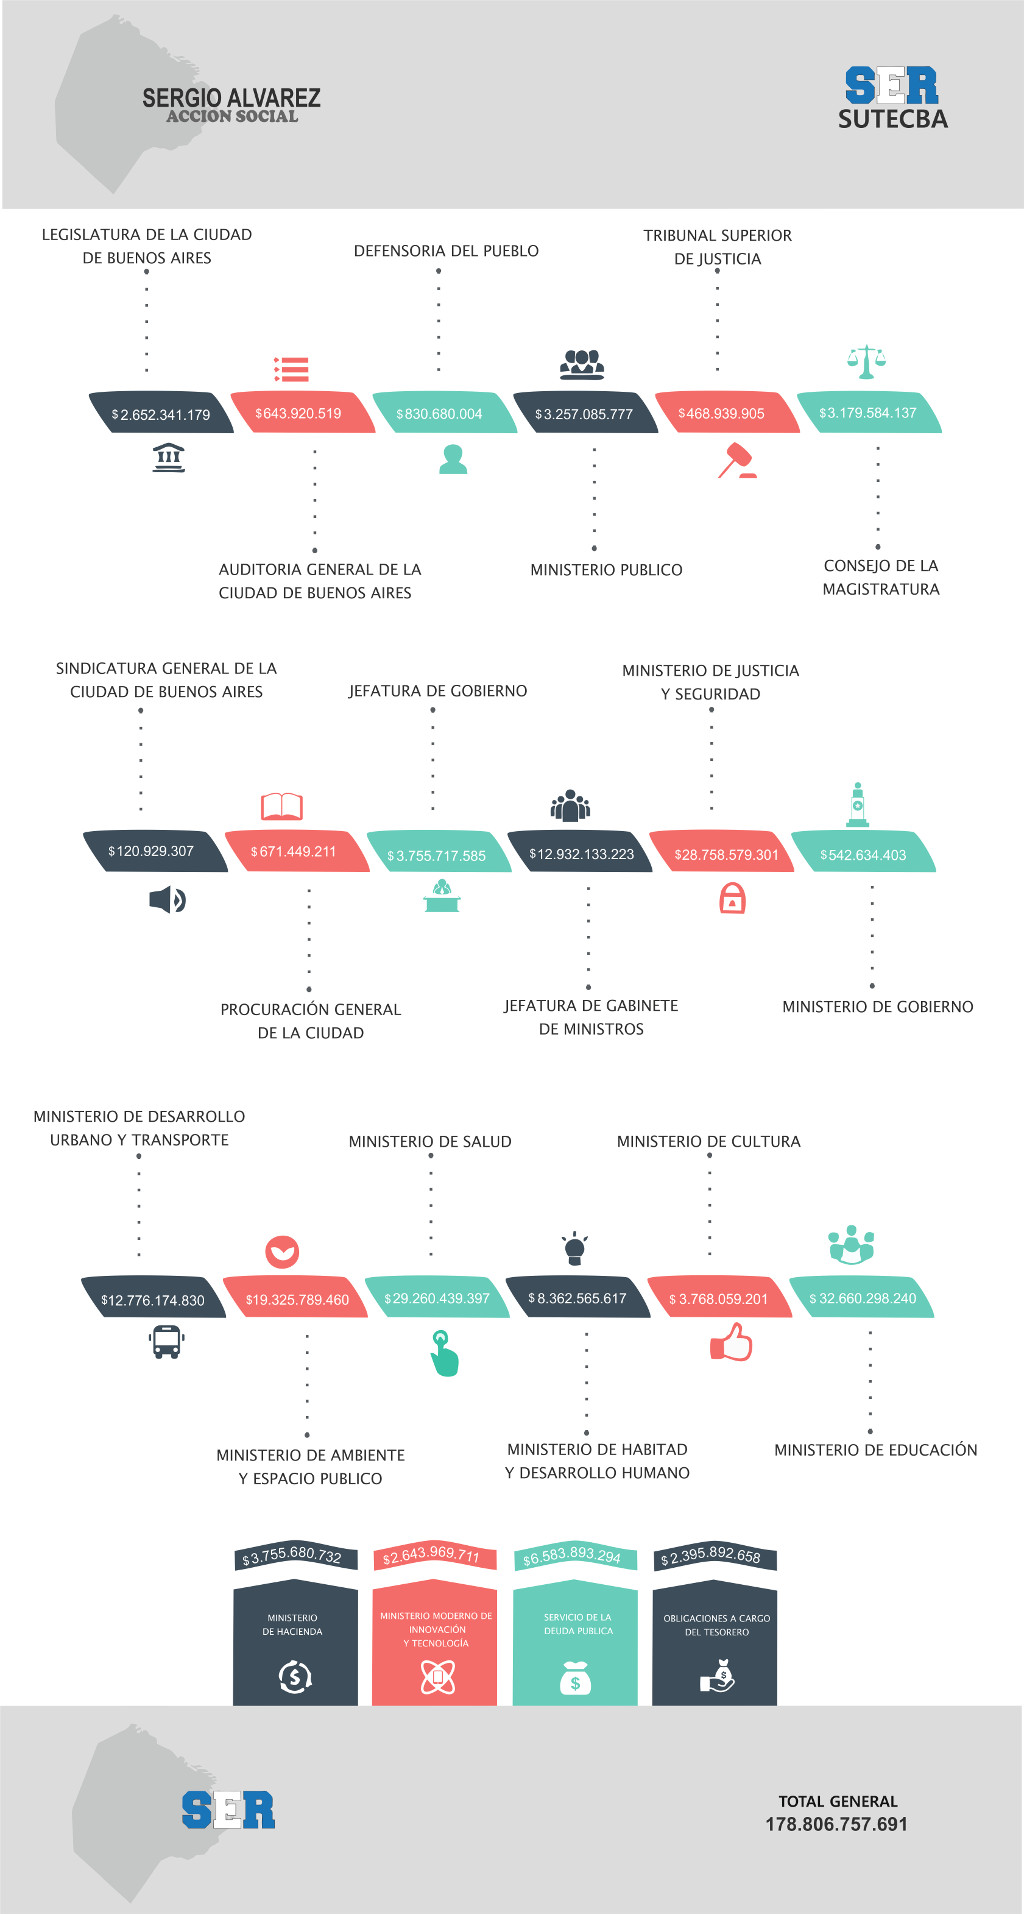 SERGIO ALVAREZ
ACCION SOCIAL
SER
SUTECBA
LEGISLATURA DE LA CIUDAD
DE BUENOS AIRES
DEFENSORIA DEL PUEBLO
TRIBUNAL SUPERIOR
DE JUSTICIA
$2.652.341.179
$643.920.519
$830.680.004
$3.257.085.777
$468.939.905
$3.179.584.137
AUDITORIA GENERAL DE LA
CIUDAD DE BUENOS AIRES
MINISTERIO PUBLICO
CONSEJO DE LA
MAGISTRATURA
SINDICATURA GENERAL DE LA
CIUDAD DE BUENOS AIRES
JEFATURA DE GOBIERNO
MINISTERIO DE JUSTICIA
Y SEGURIDAD
$120.929.307
$671.449.211
$3.755.717.585
$12.932.133.223
$28.758.579.301
$542.634.403
PROCURACIÓN GENERAL
DE LA CIUDAD
JEFATURA DE GABINETE
DE MINISTROS
MINISTERIO DE GOBIERNO
MINISTERIO DE DESARROLLO
URBANO Y TRANSPORTE
MINISTERIO DE SALUD
MINISTERIO DE CULTURA
$12.776.174.830
$19.325.789.460
$29.260.439.397
$8.362.565.617
$3.768.059.201
$32.660.298.240
MINISTERIO DE AMBIENTE
Y ESPACIO PUBLICO
MINISTERIO DE HABITAD
Y DESARROLLO HUMANO
MINISTERIO DE EDUCACIÓN
$3.755.680.732
$2.643.969.711
$6.583.893.294
$2.395.892.658
MINISTERIO
DE HACIENDA
MINISTERIO MODERNO DE
INNOVACIÓN
Y TECNOLOGÍA
SERVICIO DE LA
DEUDA PUBLICA
OBLIGACIONES A CARGO
DEL TESORERO
SER
TOTAL GENERAL
178.806.757.691